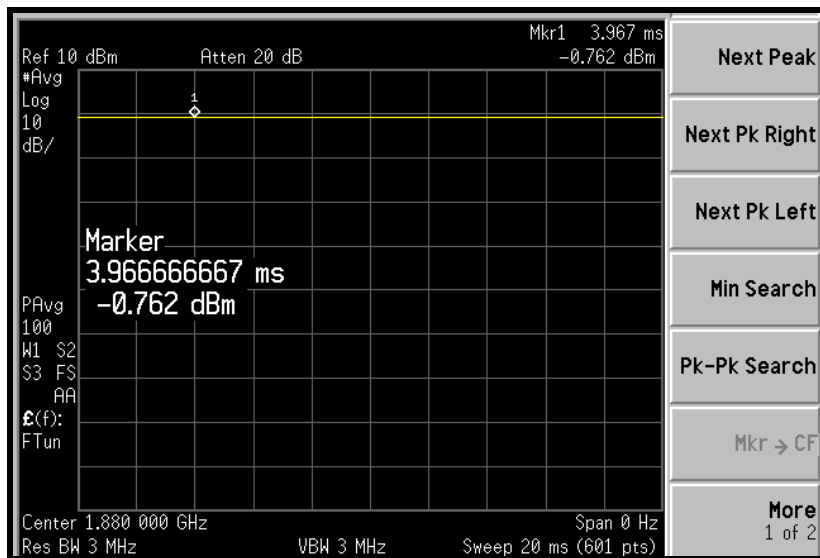 Mkr1 3.967 ms
Ref 10 dBm Atten 20 dB -0.762 dBm
#Avg
Log
10
dB/
1
Marker
3.966666667 ms
-0.762 dBm
PAvg
100
W1 S2
S3 FS
AA
£(f):
FTun
Center 1.880 000 GHz Span 0 Hz
Res BW 3 MHz VBW 3 MHz Sweep 20 ms (601 pts)
Next Peak
Next Pk Right
Next Pk Left
Min Search
Pk-Pk Search
Mkr → CF
More
1 of 2